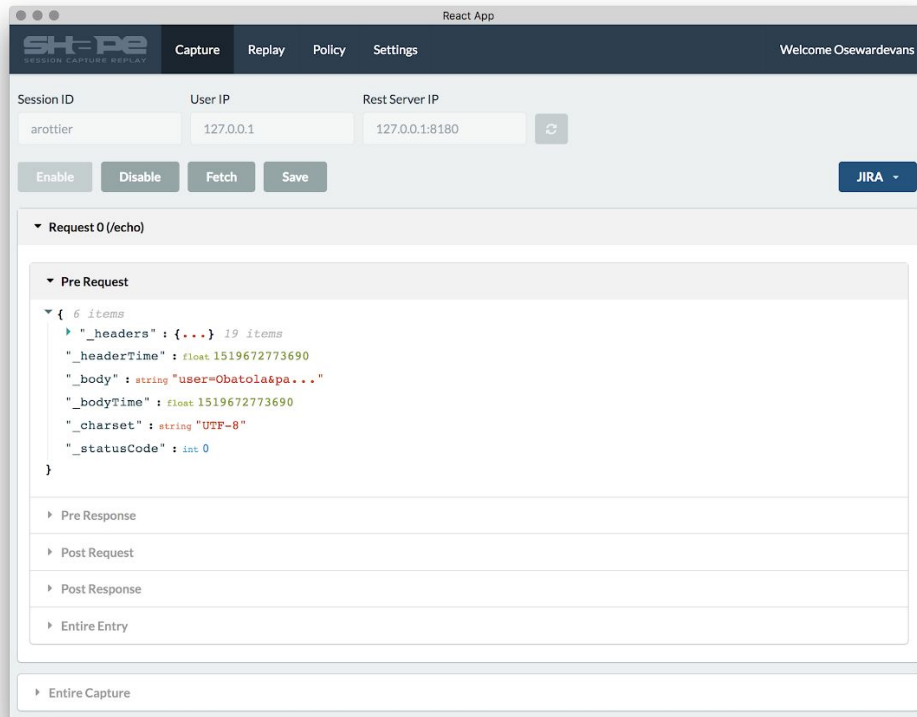 React App
SHAPE
SESSION CAPTURE REPLAY
Capture Replay Policy Settings Welcome Osewardevans
Session ID User IP Rest Server IP
arottier 127.0.0.1 127.0.0.1:8180
Enable Disable Fetch Save JIRA
Request 0 (/echo)
Pre Request
{ 6 items
"_headers" : {...} 19 items
"_headerTime" : float 1519672773690
"_body" : string "user=Obatola&pa..."
"_bodyTime" : float 1519672773690
"_charset" : string "UTF-8"
"_statusCode" : int 0
}
Pre Response
Post Request
Post Response
Entire Entry
Entire Capture